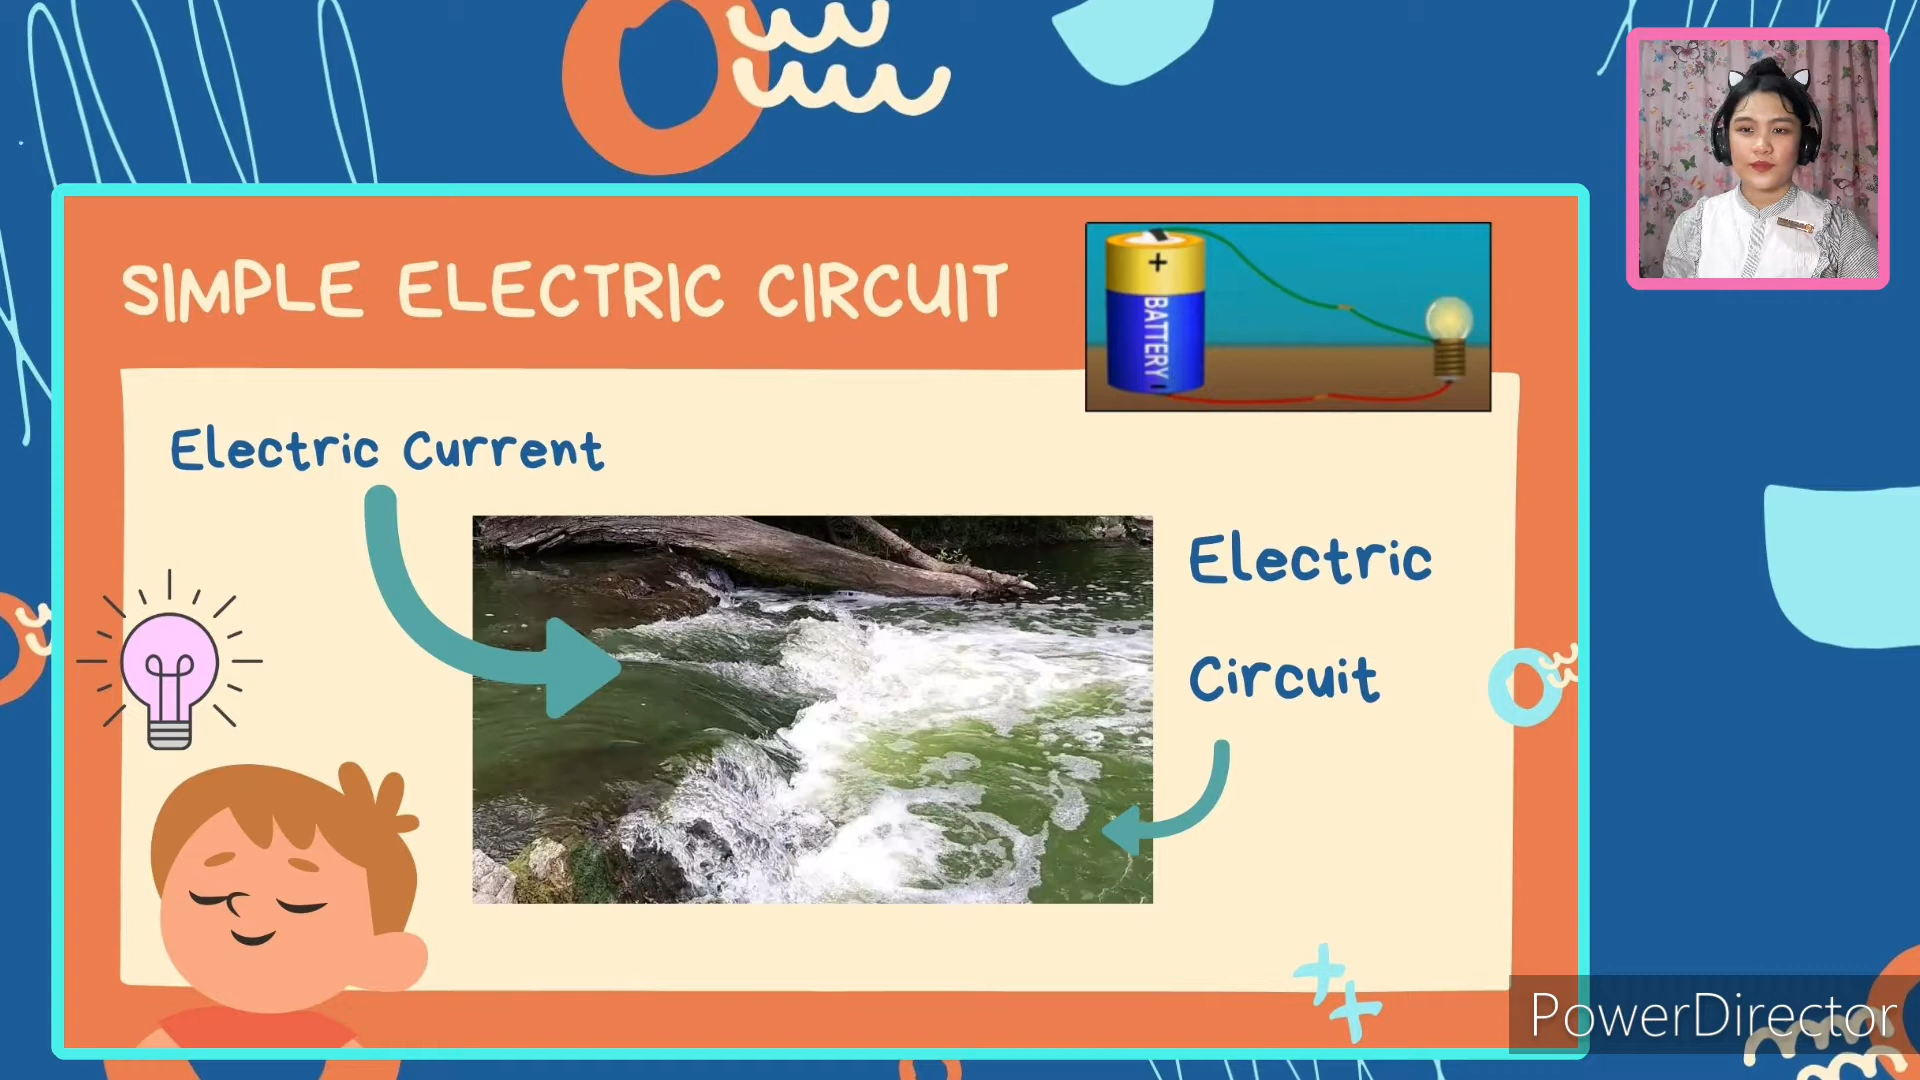 SIMPLE ELECTRIC CIRCUIT
+
BATTERY
-
Electric Current
Electric
Circuit
PowerDirector